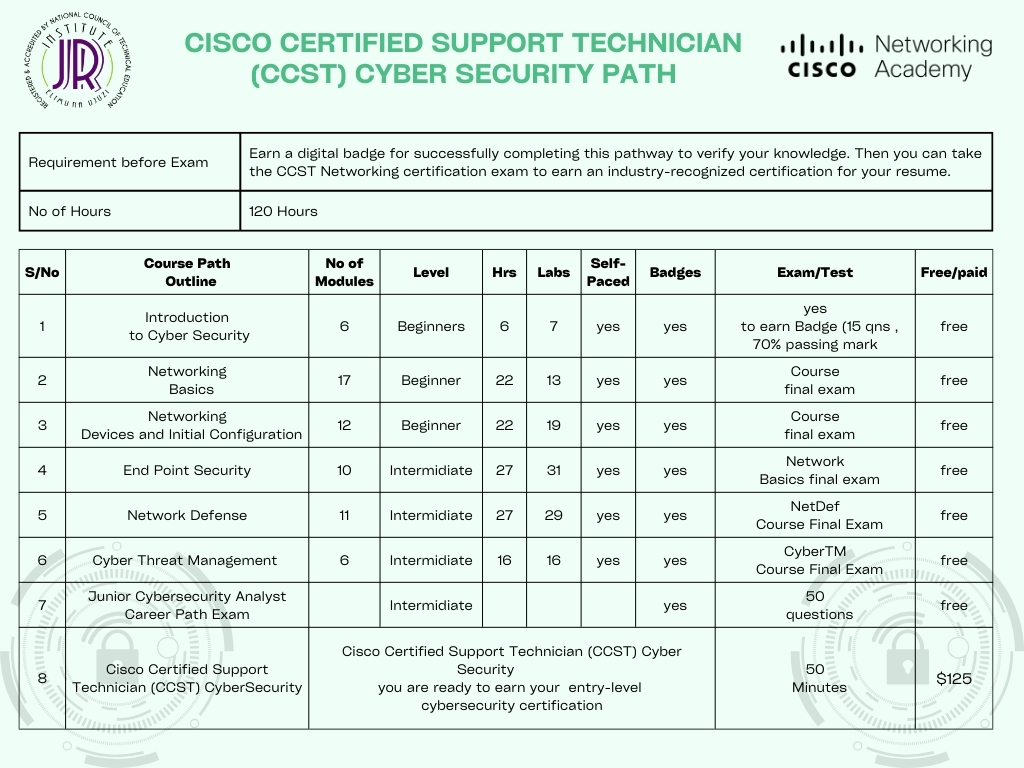 REGISTERED & ACCREDITED BY NATIONAL COUNCIL OF TECHNICAL EDUCATION
INSTITUTE
JR
CISCO CERTIFIED SUPPORT TECHNICIAN
(CCST) CYBER SECURITY PATH
CISCO
Networking
Academy
Requirement before Exam
Earn a digital badge for successfully completing this pathway to verify your knowledge. Then you can take
the CCST Networking certification exam to earn an industry-recognized certification for your resume.
No of Hours
120 Hours
S/No
Course Path
Outline
No of
Modules
Level
Hrs
Labs
Self-
Paced
Badges
Exam/Test
Free/paid
1
Introduction
to Cyber Security
6
Beginners
6
7
yes
yes
yes
to earn Badge (15 qns ,
70% passing mark
free
2
Networking
Basics
17
Beginner
22
13
yes
yes
Course
final exam
free
3
Networking
Devices and Initial Configuration
12
Beginner
22
19
yes
yes
Course
final exam
free
4
End Point Security
10
Intermidiate
27
31
yes
yes
Network
Basics final exam
free
5
Network Defense
11
Intermidiate
27
29
yes
yes
NetDef
Course Final Exam
free
6
Cyber Threat Management
6
Intermidiate
16
16
yes
yes
CyberTM
Course Final Exam
free
7
Junior Cybersecurity Analyst
Career Path Exam
Intermidiate
yes
50
questions
free
8
Cisco Certified Support
Technician (CCST) CyberSecurity
Cisco Certified Support Technician (CCST) Cyber
Security
you are ready to earn your entry-level
cybersecurity certification
50
Minutes
$125